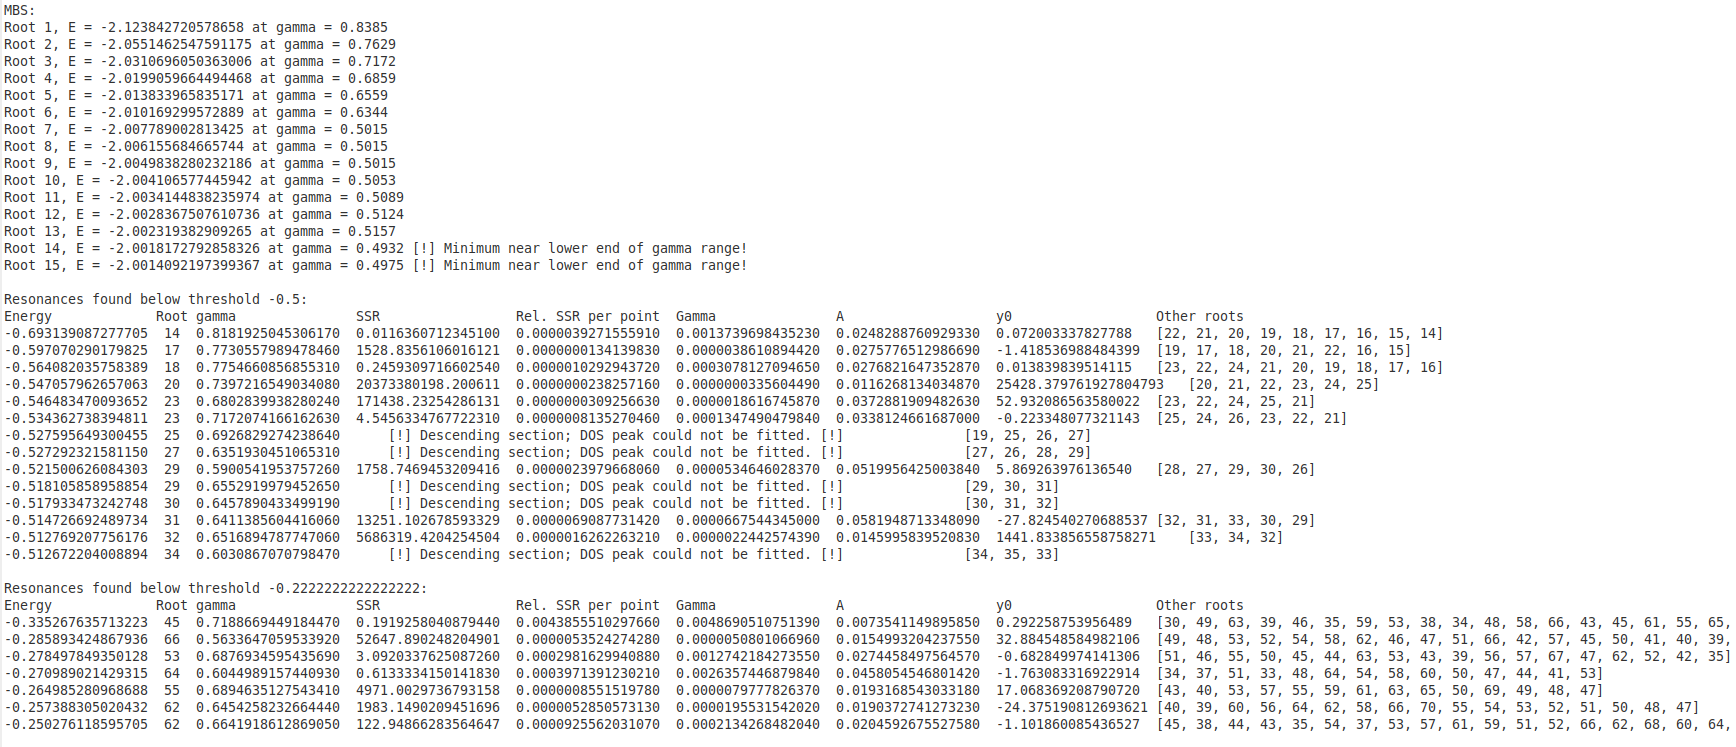 MBS:
Root 1, E = -2.123842720578658 at gamma = 0.8385
Root 2, E = -2.0551462547591175 at gamma = 0.7629
Root 3, E = -2.0310696050363006 at gamma = 0.7172
Root 4, E = -2.0199059664494468 at gamma = 0.6859
Root 5, E = -2.013833965835171 at gamma = 0.6559
Root 6, E = -2.010169299572889 at gamma = 0.6344
Root 7, E = -2.007789002813425 at gamma = 0.5015
Root 8, E = -2.006155684665744 at gamma = 0.5015
Root 9, E = -2.0049838280232186 at gamma = 0.5015
Root 10, E = -2.004106577445942 at gamma = 0.5053
Root 11, E = -2.0034144838235974 at gamma = 0.5089
Root 12, E = -2.0028367507610736 at gamma = 0.5124
Root 13, E = -2.002319382909265 at gamma = 0.5157
Root 14, E = -2.0018172792858326 at gamma = 0.4932 [!] Minimum near lower end of gamma range!
Root 15, E = -2.0014092197399367 at gamma = 0.4975 [!] Minimum near lower end of gamma range!
Resonances found below threshold -0.5:
Energy Root gamma SSR Rel. SSR per point Gamma A y0 Other roots
-0.693139087277705 14 0.8181925045306170 0.0116360712345100 0.0000039271555910 0.0013739698435230 0.0248288760929330 0.072003337827788 [22, 21, 20, 19, 18, 17, 16, 15, 14]
-0.597070290179825 17 0.7730557989478460 1528.8356106016121 0.0000000134139830 0.0000038610894420 0.0275776512986690 -1.418536988484399 [19, 17, 18, 20, 21, 22, 16, 15]
-0.564082035758389 18 0.7754660856855310 0.2459309716602540 0.0000010292943720 0.0003078127094650 0.0276821647352870 0.013839839514115 [23, 22, 24, 21, 20, 19, 18, 17, 16]
-0.547057962657063 20 0.7397216549034080 20373380198.200611 0.0000000238257160 0.0000000335604490 0.0116268134034870 25428.379761927804793 [20, 21, 22, 23, 24, 25]
-0.546483470093652 23 0.6802839938280240 171438.23254286131 0.0000000309256630 0.0000018616745870 0.0372881909482630 52.932086563580022 [23, 22, 24, 25, 21]
-0.534362738394811 23 0.7172074166162630 4.5456334767722310 0.0000008135270460 0.0001347490479840 0.0338124661687000 -0.223348077321143 [25, 24, 26, 23, 22, 21]
-0.527595649300455 25 0.6926829274238640 [!] Descending section; DOS peak could not be fitted. [!] [19, 25, 26, 27]
-0.527292321581150 27 0.6351930451065310 [!] Descending section; DOS peak could not be fitted. [!] [27, 26, 28, 29]
-0.521500626084303 29 0.5900541953757260 1758.7469453209416 0.0000023979668060 0.0000534646028370 0.0519956425003840 5.869263976136540 [28, 27, 29, 30, 26]
-0.518105858958854 29 0.6552919979452650 [!] Descending section; DOS peak could not be fitted. [!] [29, 30, 31]
-0.517933473242748 30 0.6457890433499190 [!] Descending section; DOS peak could not be fitted. [!] [30, 31, 32]
-0.514726692489734 31 0.6411385604416060 13251.102678593329 0.0000069087731420 0.0000667544345000 0.0581948713348090 -27.824540270688537 [32, 31, 33, 30, 29]
-0.512769207756176 32 0.6516894787747060 5686319.4204254504 0.0000016262263210 0.0000022442574390 0.0145995839520830 1441.833856558758271 [33, 34, 32]
-0.512672204008894 34 0.6030867070798470 [!] Descending section; DOS peak could not be fitted. [!] [34, 35, 33]
Resonances found below threshold -0.2222222222222222:
Energy Root gamma SSR Rel. SSR per point Gamma A y0 Other roots
-0.335267635713223 45 0.7188669449184470 0.1919258040879440 0.0043855510297660 0.0048690510751390 0.0073541149895850 0.292258753956489 [30, 49, 63, 39, 46, 35, 59, 53, 38, 34, 48, 58, 66, 43, 45, 61, 55, 65,
-0.285893424867936 66 0.5633647059533920 52647.890248204901 0.0000053524274280 0.0000050801066960 0.0154993204237550 32.884548584982106 [49, 48, 53, 52, 54, 58, 62, 46, 47, 51, 66, 42, 57, 45, 50, 41, 40, 39,
-0.278497849350128 53 0.6876934595435690 3.0920337625087260 0.0002981629940880 0.0012742184273550 0.0274458497564570 -0.682849974141306 [51, 46, 55, 50, 45, 44, 63, 53, 43, 39, 56, 57, 67, 47, 62, 52, 42, 35]
-0.270989021429315 64 0.6044989157440930 0.6133334150141830 0.0003971391230210 0.0026357446879840 0.0458054546801420 -1.763083316922914 [34, 37, 51, 33, 48, 64, 54, 58, 60, 50, 47, 44, 41, 53]
-0.264985280968688 55 0.6894635127543410 4971.0029736793158 0.0000008551519780 0.0000079777826370 0.0193168543033180 17.068369208790720 [43, 40, 53, 57, 55, 59, 61, 63, 65, 50, 69, 49, 48, 47]
-0.257388305020432 62 0.6454258232664440 1983.1490209451696 0.0000052850573130 0.0000195531542020 0.0190372741273230 -24.375190812693621 [40, 39, 60, 56, 64, 62, 58, 66, 70, 55, 54, 53, 52, 51, 50, 48, 47]
-0.250276118595705 62 0.6641918612869050 122.94866283564647 0.0000925562031070 0.0002134268482040 0.0204592675527580 -1.101860085436527 [45, 38, 44, 43, 35, 54, 37, 53, 57, 61, 59, 51, 52, 66, 62, 68, 60, 64,